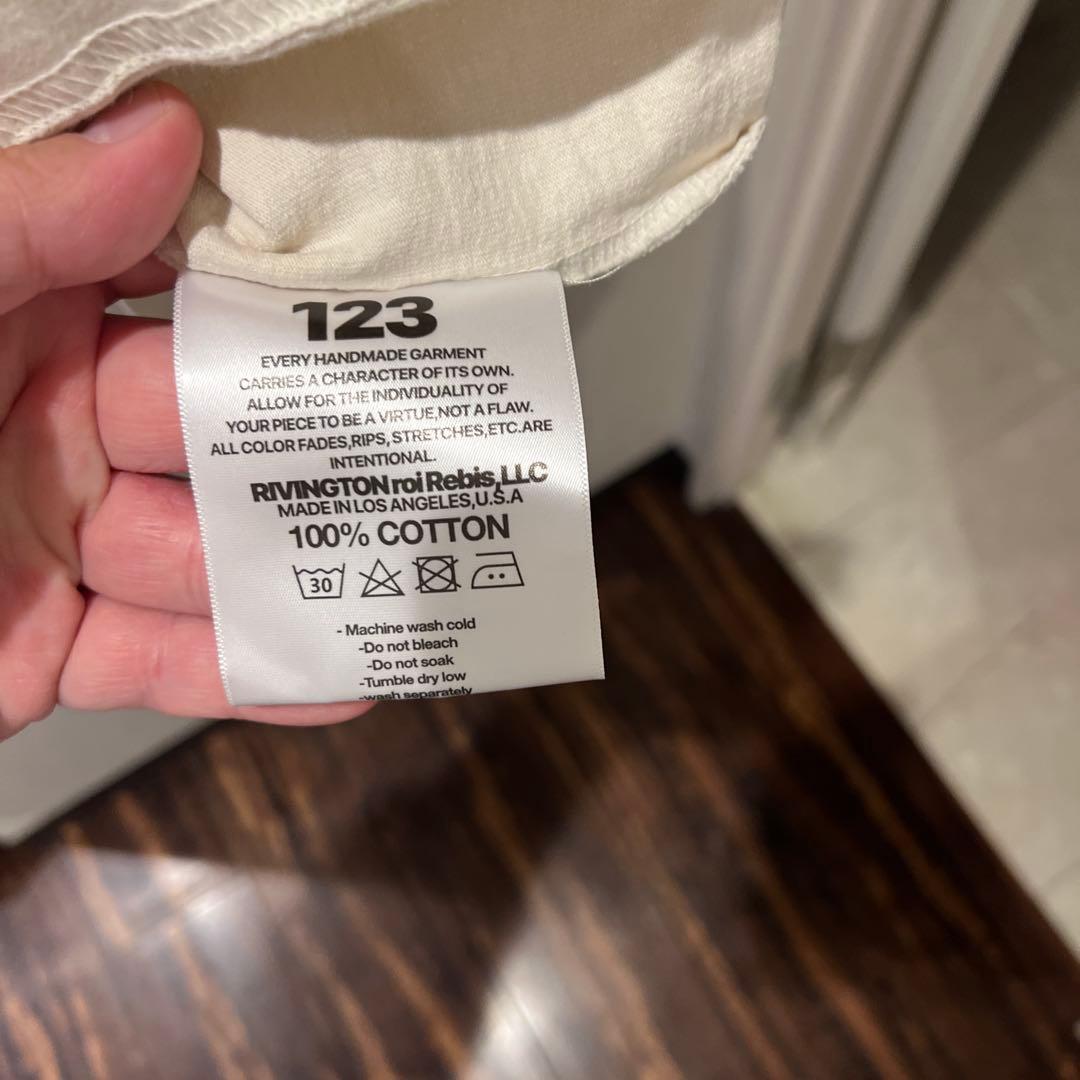 123
EVERY HANDMADE GARMENT
CARRIES A CHARACTER OF ITS OWN.
ALLOW FOR THE INDIVIDUALITY OF
YOUR PIECE TO BE A VIRTUE,NOT A FLAW.
ALL COLOR FADES,RIPS, STRETCHES,ETC.ARE
INTENTIONAL.
RIVINGTON roi Rebis,LLC
MADE IN LOS ANGELES,U.S.A
100% COTTON
30
- Machine wash cold
-Do not bleach
-Do not soak
-Tumble dry low
-wash separately